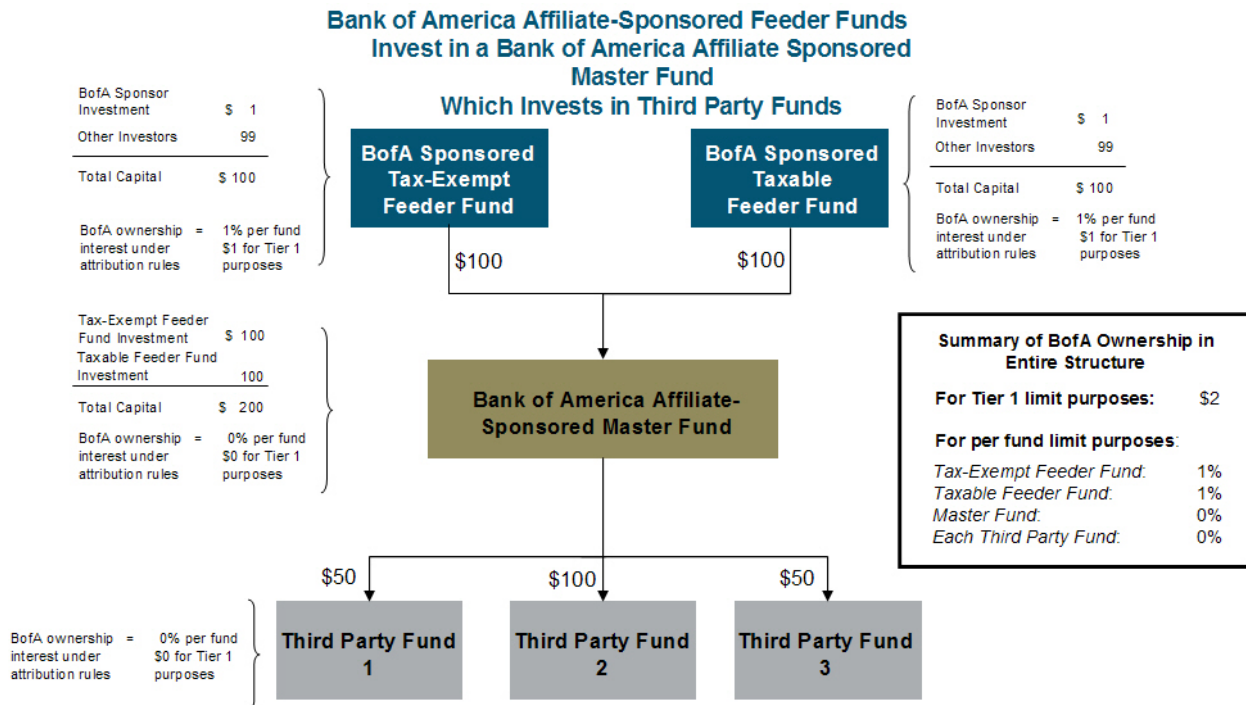 Bank of America Affiliate-Sponsored Feeder Funds
Invest in a Bank of America Affiliate Sponsored
Master Fund
Which Invests in Third Party Funds
BofA Sponsor
Investment $ 1
Other Investors 99
Total Capital $ 100
BofA ownership = 1% per fund
interest under $1 for Tier 1
attribution rules purposes
BofA Sponsored
Tax-Exempt
Feeder Fund
BofA Sponsored
Taxable
Feeder Fund
BofA Sponsor
Investment $ 1
Other Investors 99
Total Capital $ 100
BofA ownership = 1% per fund
interest under $1 for Tier 1
attribution rules purposes
$100
$100
Tax-Exempt Feeder
Fund Investment $ 100
Taxable Feeder Fund
Investment 100
Total Capital $ 200
BofA ownership = 0% per fund
interest under $0 for Tier 1
attribution rules purposes
Bank of America Affiliate-
Sponsored Master Fund
Summary of BofA Ownership in
Entire Structure
For Tier 1 limit purposes: $2
For per fund limit purposes:
Tax-Exempt Feeder Fund: 1%
Taxable Feeder Fund: 1%
Master Fund: 0%
Each Third Party Fund: 0%
$50
$100
$50
BofA ownership = 0% per fund
interest under $0 for Tier 1
attribution rules purposes
Third Party Fund
1
Third Party Fund
2
Third Party Fund
3